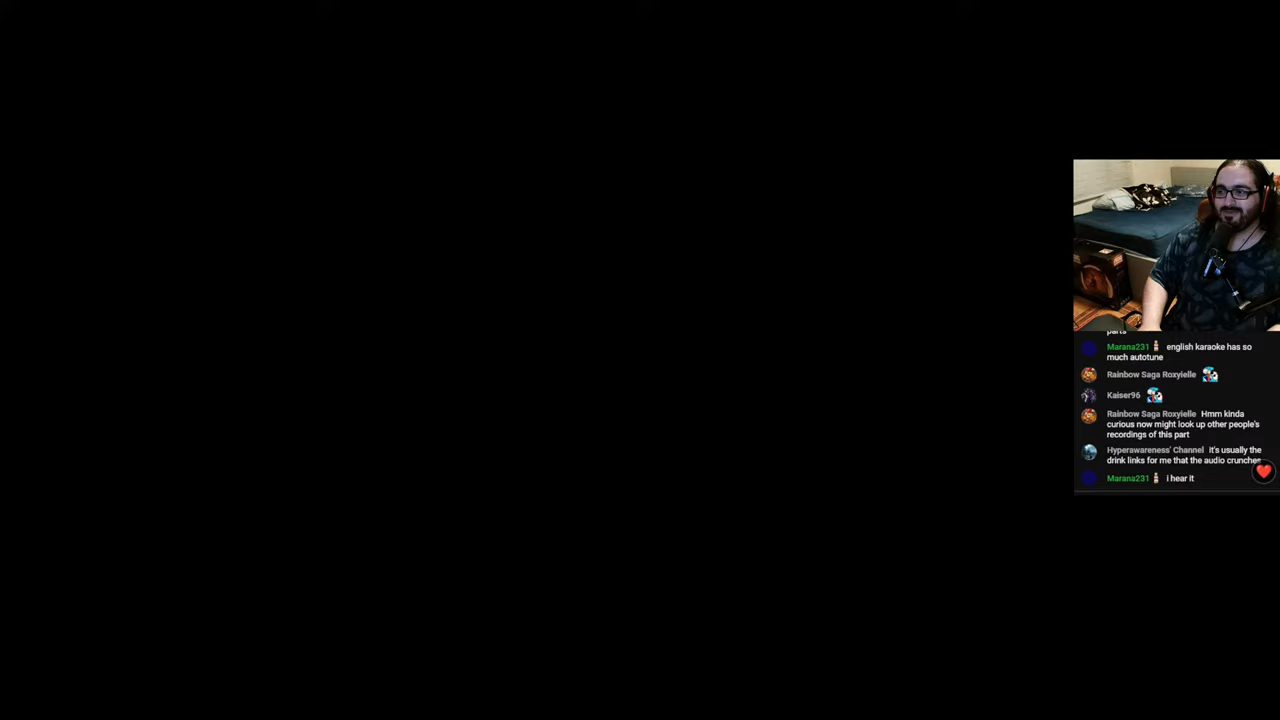 parts
Marana231 english karaoke has so
much autotune
Rainbow Saga Roxyielle
Kaiser96
Rainbow Saga Roxyielle Hmm kinda
curious now might look up other people's
recordings of this part
Hyperawareness' Channel it's usually the
drink links for me that the audio crunches
Marana231 i hear it